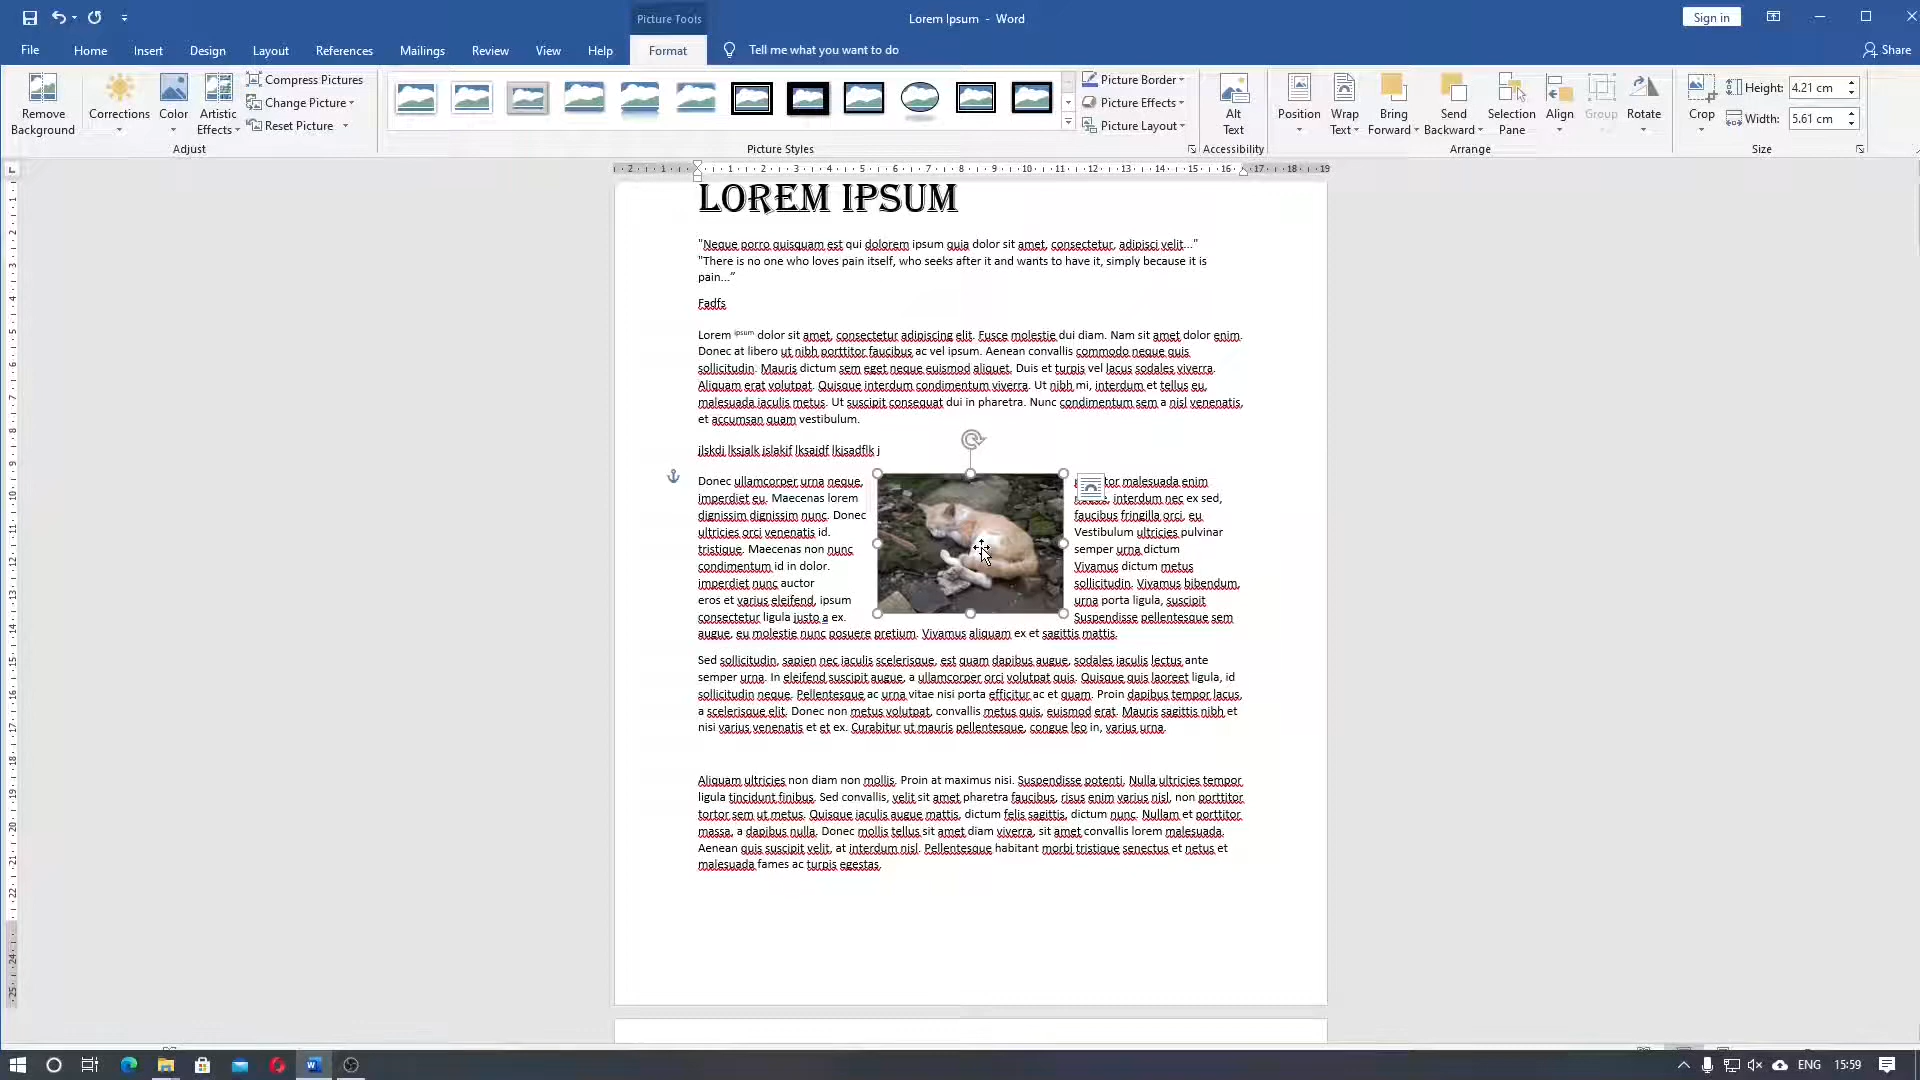 Picture Tools
Lorem Ipsum - Word
Sign in
File
Home
Insert
Design
Layout
References
Mailings
Review
View
Help
Format
Tell me what you want to do
Share
Remove Background
Corrections
Color
Artistic Effects
Compress Pictures
Change Picture
Reset Picture
Adjust
Picture Styles
Picture Border
Picture Effects
Picture Layout
Alt Text
Accessibility
Position
Wrap Text
Bring Forward
Send Backward
Selection Pane
Align
Group
Rotate
Arrange
Crop
Height: 4.21 cm
Width: 5.61 cm
Size
LOREM IPSUM
"Neque porro quisquam est qui dolorem ipsum quia dolor sit amet, consectetur, adipisci velit..."
"There is no one who loves pain itself, who seeks after it and wants to have it, simply because it is
pain..."
Fadfs
Lorem ipsum dolor sit amet, consectetur adipiscing elit. Fusce molestie dui diam. Nam sit amet dolor enim.
Donec at libero ut nibh porttitor faucibus ac vel ipsum. Aenean convallis commodo neque quis
sollicitudin. Mauris dictum sem eget neque euismod aliquet. Duis et turpis vel lacus sodales viverra.
Aliquam erat volutpat. Quisque interdum condimentum viverra. Ut nibh mi, interdum et tellus eu,
malesuada iaculis metus. Ut suscipit consequat dui in pharetra. Nunc condimentum sem a nisl venenatis,
et accumsan quam vestibulum.
jlskdj lksjalk jslakjf lksajdf lkjsadflk j
Donec ullamcorper urna neque, tor malesuada enim
imperdiet eu. Maecenas lorem interdum nec ex sed,
dignissim dignissim nunc. Donec faucibus fringilla orci, eu
ultricies orci venenatis id. Vestibulum ultricies pulvinar
tristique. Maecenas non nunc semper urna dictum
condimentum id in dolor. Vivamus dictum metus
imperdiet nunc auctor sollicitudin. Vivamus bibendum,
eros et varius eleifend, ipsum urna porta ligula, suscipit
consectetur ligula justo a ex. Suspendisse pellentesque sem
augue, eu molestie nunc posuere pretium. Vivamus aliquam ex et sagittis mattis.
Sed sollicitudin, sapien nec iaculis scelerisque, est quam dapibus augue, sodales iaculis lectus ante
semper urna. In eleifend suscipit augue, a ullamcorper orci volutpat quis. Quisque quis laoreet ligula, id
sollicitudin neque. Pellentesque ac urna vitae nisi porta efficitur ac et quam. Proin dapibus tempor lacus,
a scelerisque elit. Donec non metus volutpat, convallis metus quis, euismod erat. Mauris sagittis nibh et
nisi varius venenatis et et ex. Curabitur ut mauris pellentesque, congue leo in, varius urna.
Aliquam ultricies non diam non mollis. Proin at maximus nisi. Suspendisse potenti. Nulla ultricies tempor
ligula tincidunt finibus. Sed convallis, velit sit amet pharetra faucibus, risus enim varius nisl, non porttitor
tortor sem ut metus. Quisque iaculis augue mattis, dictum felis sagittis, dictum nunc. Nullam et porttitor
massa, a dapibus nulla. Donec mollis tellus sit amet diam viverra, sit amet convallis lorem malesuada.
Aenean quis suscipit velit, at interdum nisl. Pellentesque habitant morbi tristique senectus et netus et
malesuada fames ac turpis egestas.
ENG
15:59